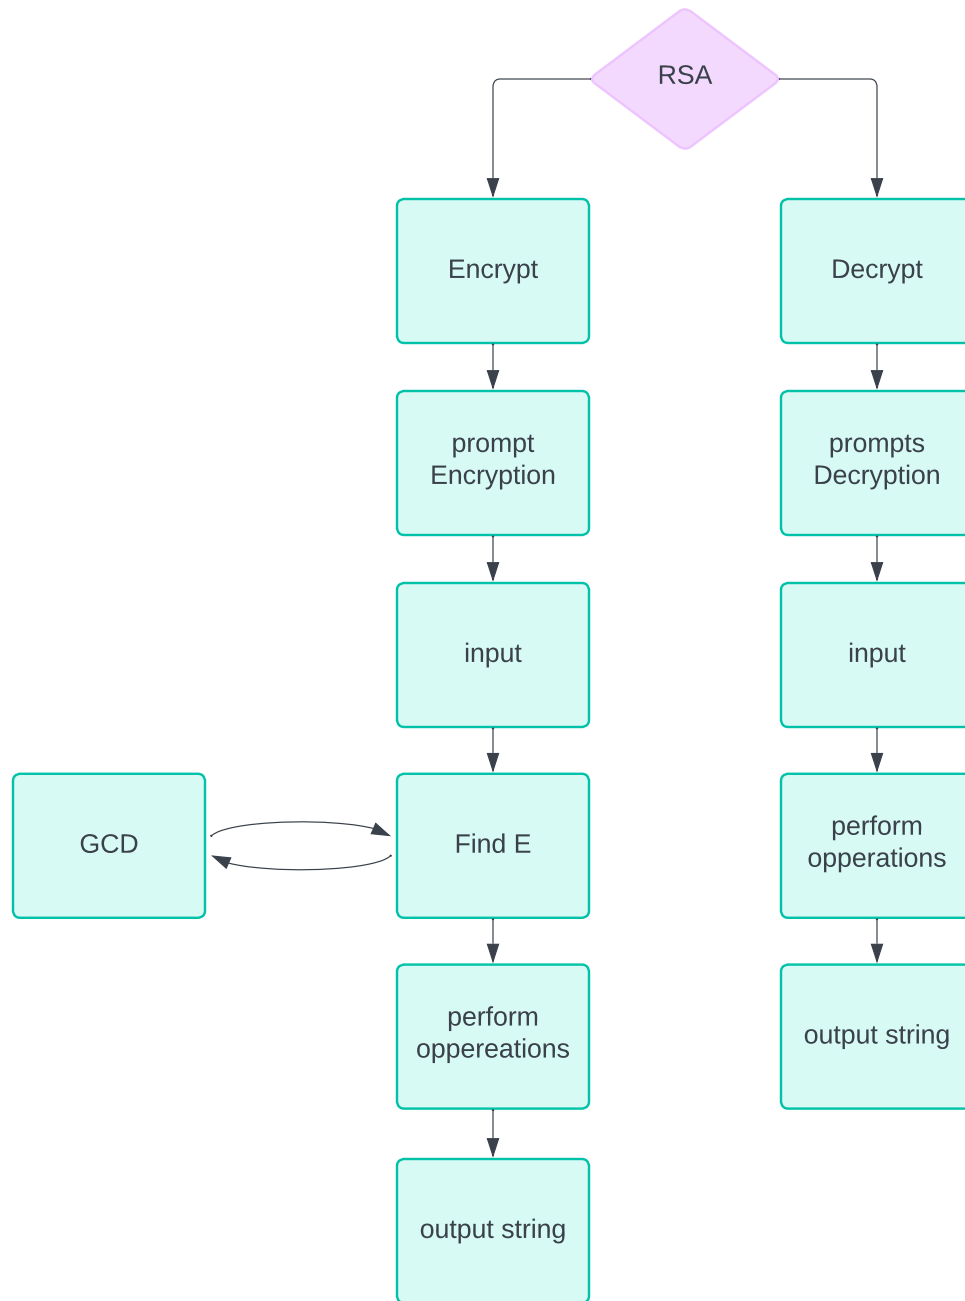 RSA
Encrypt
Decrypt
prompt
Encryption
prompts
Decryption
input
input
GCD
Find E
perform
opperations
perform
oppereations
output string
output string